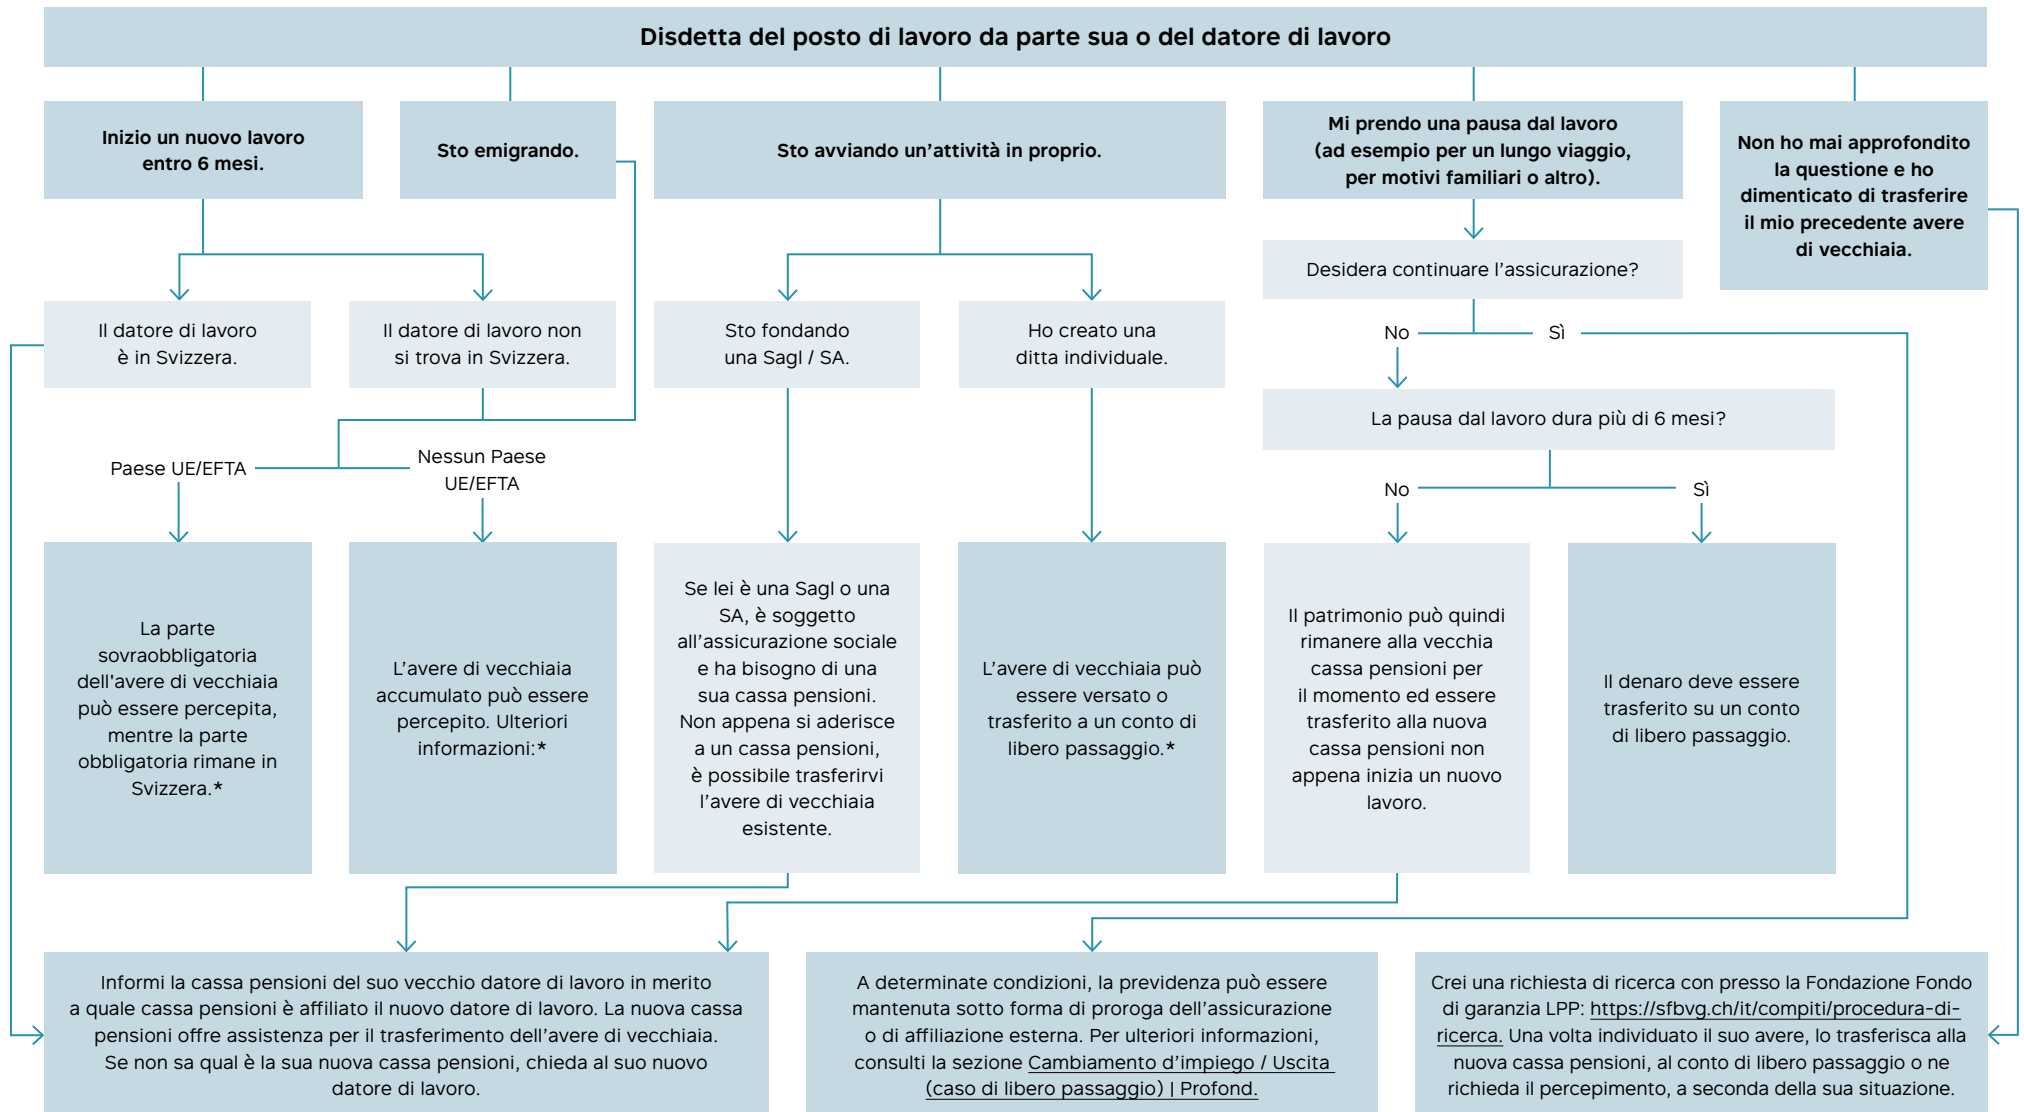 Disdetta del posto di lavoro da parte sua o del datore di lavoro
Inizio un nuovo lavoro
entro 6 mesi.
Sto emigrando.
Sto avviando un’attività in proprio.
Mi prendo una pausa dal lavoro
(ad esempio per un lungo viaggio,
per motivi familiari o altro).
Non ho mai approfondito
la questione e ho
dimenticato di trasferire
il mio precedente avere
di vecchiaia.
Desidera continuare l’assicurazione?
Il datore di lavoro
è in Svizzera.
Il datore di lavoro non
si trova in Svizzera.
Sto fondando
una Sagl / SA.
Ho creato una
ditta individuale.
No
Sì
La pausa dal lavoro dura più di 6 mesi?
Paese UE/EFTA
Nessun Paese
UE/EFTA
No
Sì
La parte
sovraobbligatoria
dell'avere di vecchiaia
può essere percepita,
mentre la parte
obbligatoria rimane in
Svizzera.*
L’avere di vecchiaia
accumulato può essere
percepito. Ulteriori
informazioni:*
Se lei è una Sagl o una
SA, è soggetto
all’assicurazione sociale
e ha bisogno di una
sua cassa pensioni.
Non appena si aderisce
a un cassa pensioni,
è possibile trasferirvi
l’avere di vecchiaia
esistente.
L’avere di vecchiaia può
essere versato o
trasferito a un conto di
libero passaggio.*
Il patrimonio può quindi
rimanere alla vecchia
cassa pensioni per
il momento ed essere
trasferito alla nuova
cassa pensioni non
appena inizia un nuovo
lavoro.
Il denaro deve essere
trasferito su un conto
di libero passaggio.
Informi la cassa pensioni del suo vecchio datore di lavoro in merito
a quale cassa pensioni è affiliato il nuovo datore di lavoro. La nuova cassa
pensioni offre assistenza per il trasferimento dell’avere di vecchiaia.
Se non sa qual è la sua nuova cassa pensioni, chieda al suo nuovo
datore di lavoro.
A determinate condizioni, la previdenza può essere
mantenuta sotto forma di proroga dell’assicurazione
o di affiliazione esterna. Per ulteriori informazioni,
consulti la sezione Cambiamento d’impiego / Uscita
(caso di libero passaggio) | Profond.
Crei una richiesta di ricerca con presso la Fondazione Fondo
di garanzia LPP: https://sfbvg.ch/it/compiti/procedura-di-
ricerca. Una volta individuato il suo avere, lo trasferisca alla
nuova cassa pensioni, al conto di libero passaggio o ne
richieda il percepimento, a seconda della sua situazione.